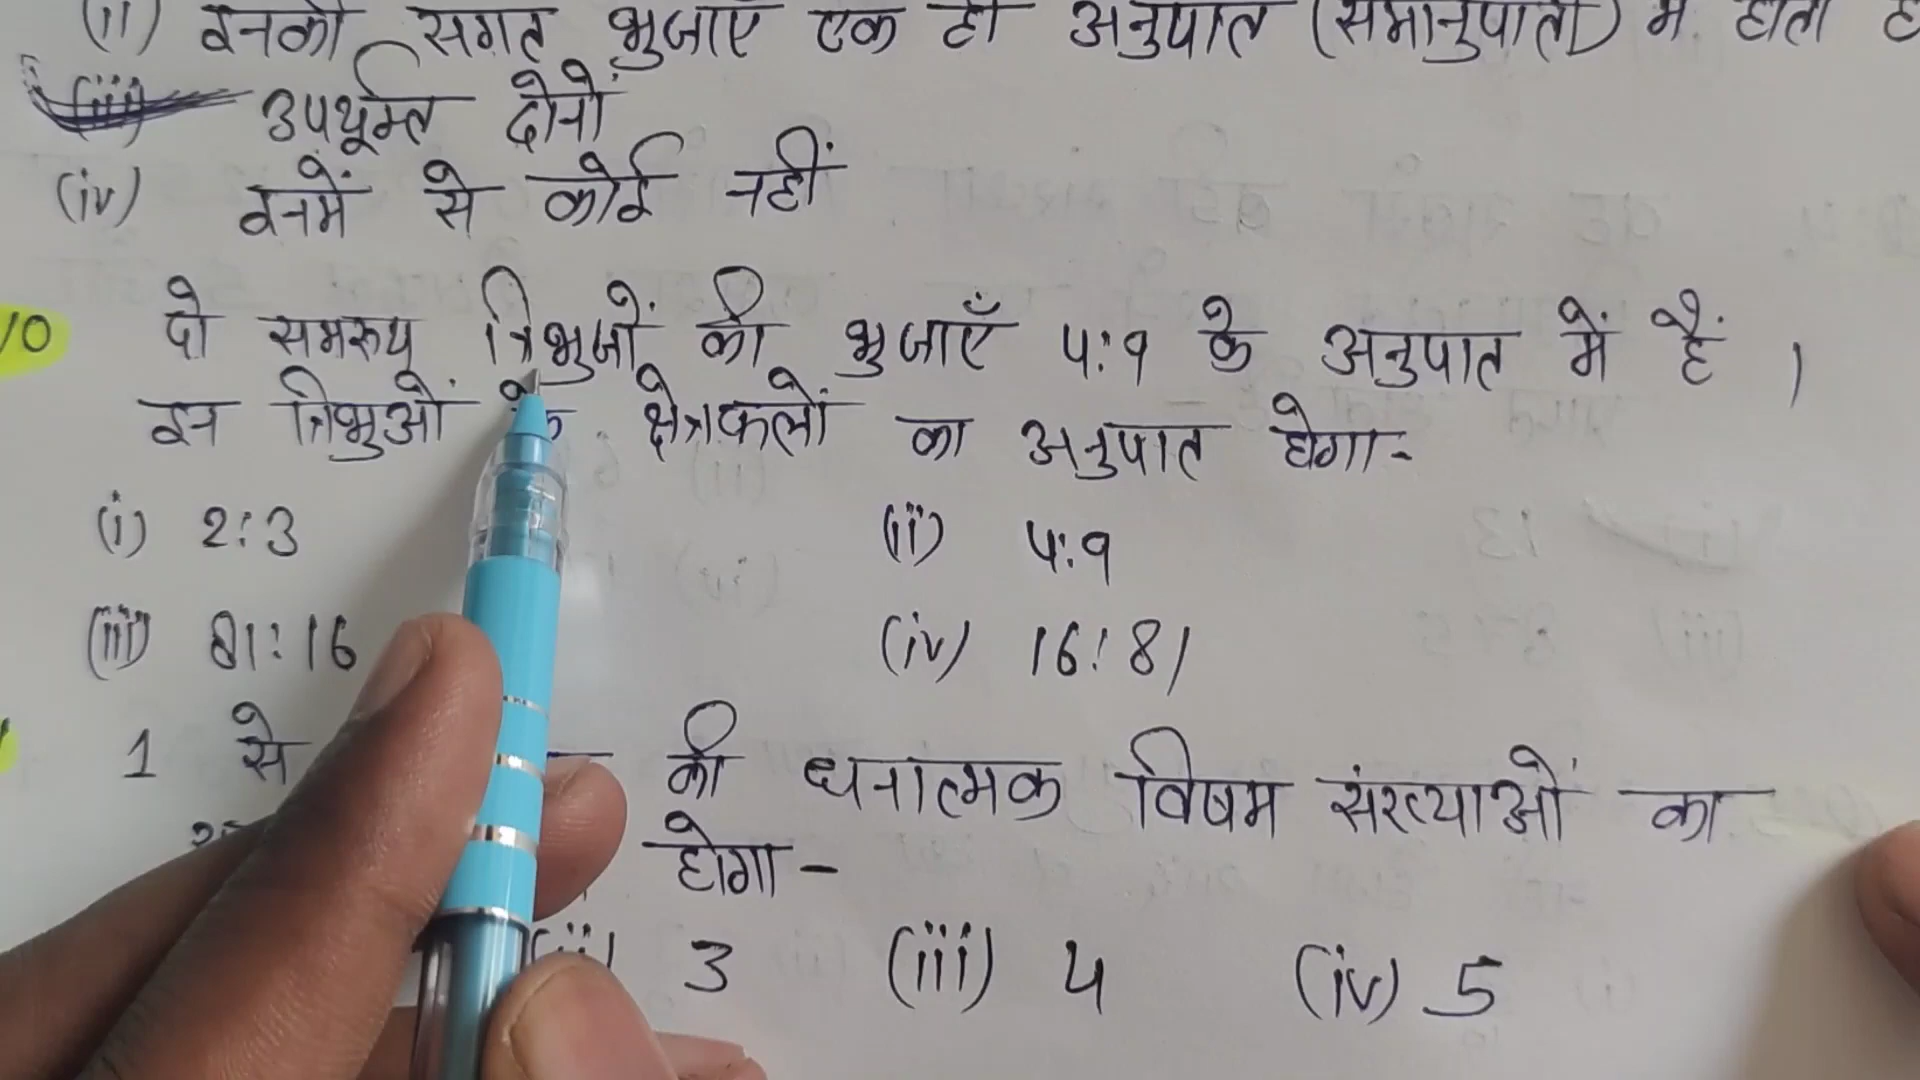 (ii) इनकी संगत भुजाएँ एक ही अनुपात (समानुपाती) में होती
(iii) उपर्युक्त दोनों
(iv) इनमें से कोई नहीं
10 दो समरूप त्रिभुजों की भुजाएँ 4:9 के अनुपात में हैं ।
इन त्रिभुओं के क्षेत्रफलों का अनुपात होगा-
(i) 2:3 (ii) 4:9
(iii) 81:16 (iv) 16:81
1 से की धनात्मक विषम संख्याओं का
होगा-
(ii) 3 (iii) 4 (iv) 5